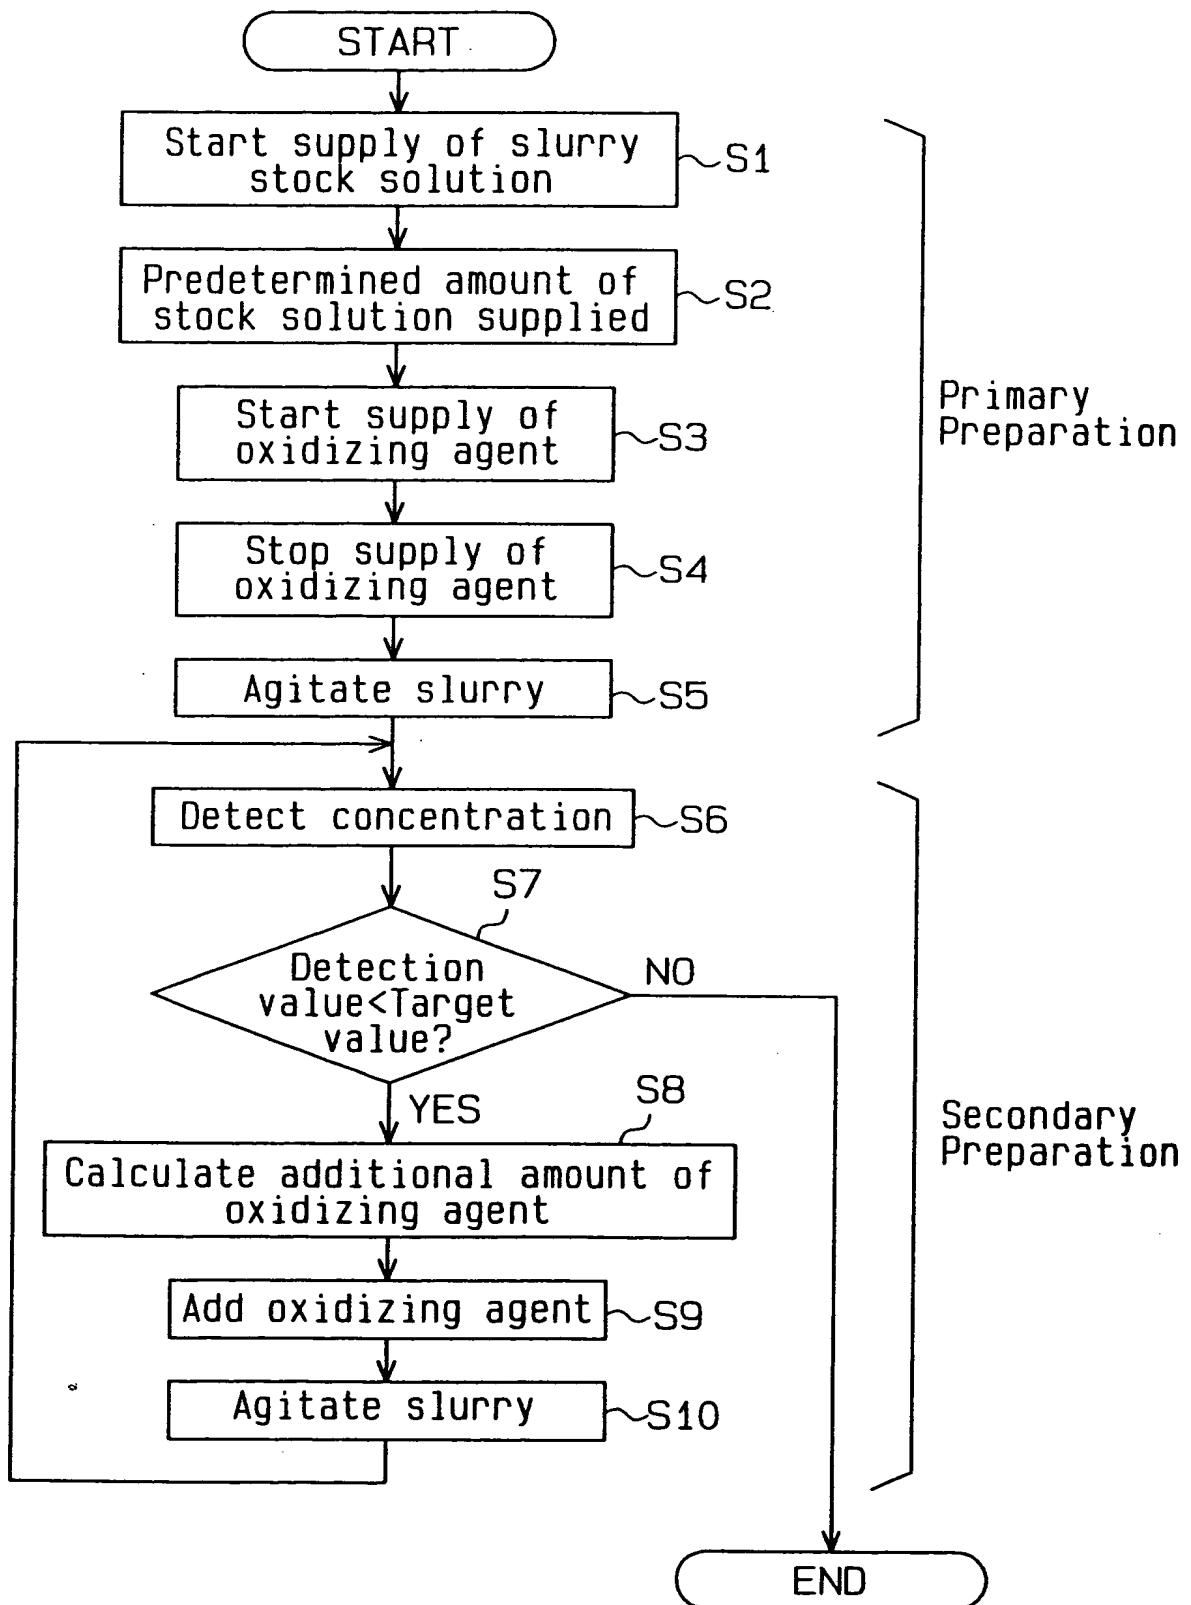 START
Start supply of slurry
stock solution
S1
Predetermined amount of
stock solution supplied
S2
Start supply of
oxidizing agent
S3
Stop supply of
oxidizing agent
S4
Agitate slurry
S5
Primary
Preparation
Detect concentration
S6
S7
Detection
value<Target
value?
NO
YES
S8
Calculate additional amount of
oxidizing agent
Add oxidizing agent
S9
Agitate slurry
S10
Secondary
Preparation
END